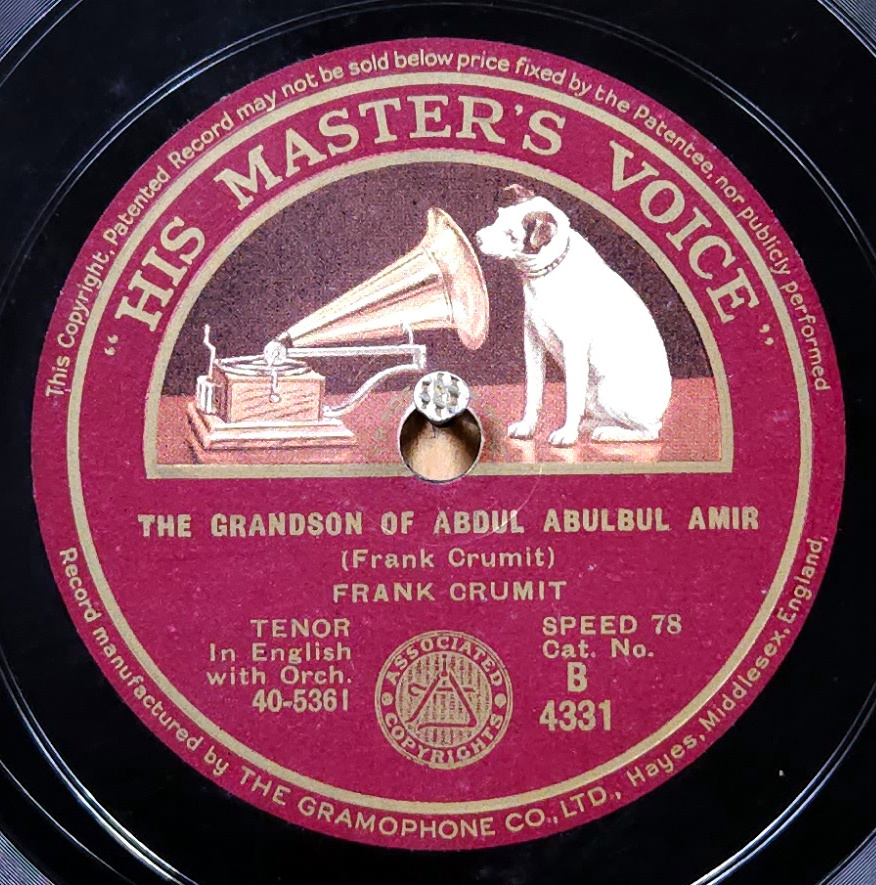 This Copyright, Patented Record may not be sold below price fixed by the Patentee, nor publicly performed
"HIS MASTER'S VOICE"
THE GRANDSON OF ABDUL ABULBUL AMIR
(Frank Crumit)
FRANK CRUMIT
TENOR
In English
with Orch.
40-5361
SPEED 78
Cat. No.
B
4331
ASSOCIATED
COPYRIGHTS
Record manufactured by THE GRAMOPHONE CO., LTD., Hayes, Middlesex, England,